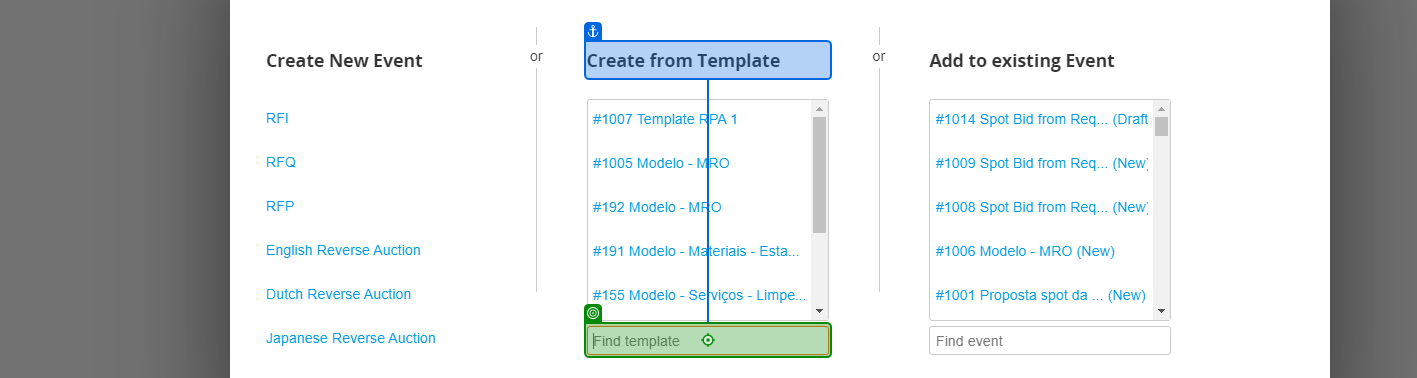 Create New Event
RFI
RFQ
RFP
English Reverse Auction
Dutch Reverse Auction
Japanese Reverse Auction
or
Create from Template
#1007 Template RPA 1
#1005 Modelo - MRO
#192 Modelo - MRO
#191 Modelo - Materiais - Esta...
#155 Modelo - Serviços - Limpe...
Find template
or
Add to existing Event
#1014 Spot Bid from Req... (Draft
#1009 Spot Bid from Req... (New)
#1008 Spot Bid from Req... (New)
#1006 Modelo - MRO (New)
#1001 Proposta spot da ... (New)
Find event